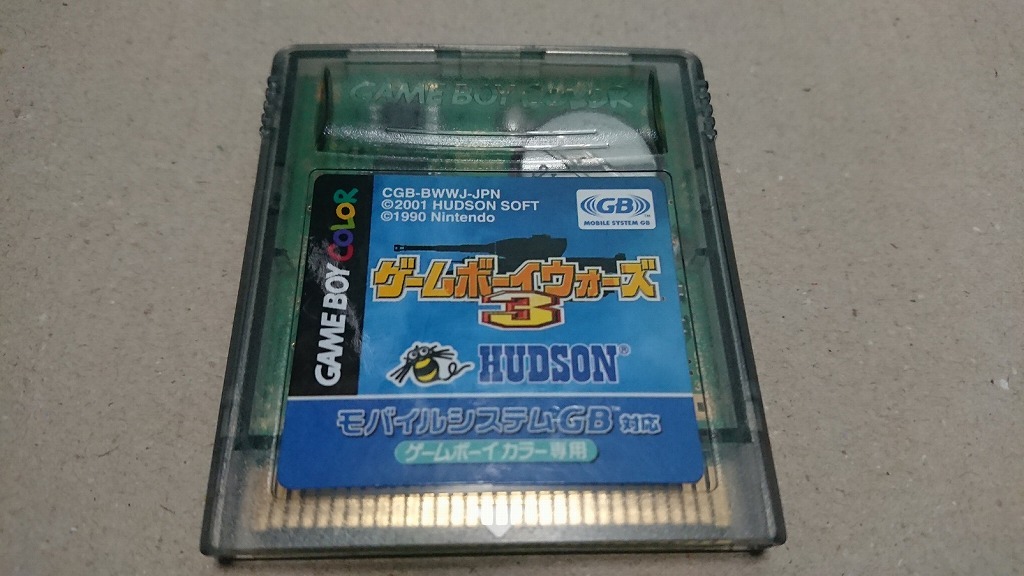 GAME BOY COLOR
CGB-BWWJ-JPN
©2001 HUDSON SOFT
©1990 Nintendo
GB™
MOBILE SYSTEM GB
GAME BOY COLOR
ゲームボーイウォーズ
3
HUDSON®
モバイルシステムGB 対応
ゲームボーイカラー専用